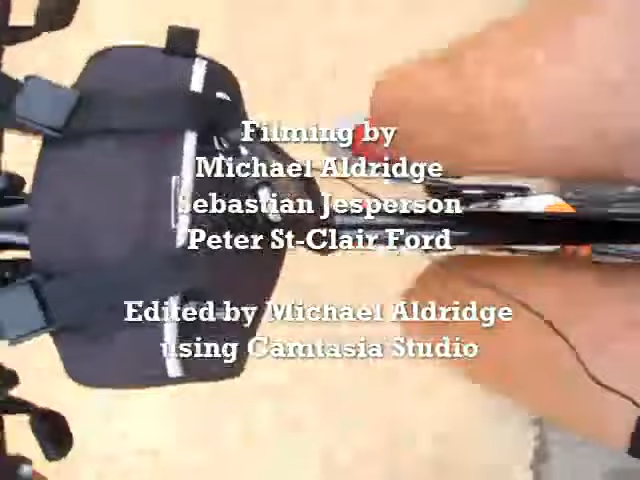 Filming by
Michael Aldridge
Sebastian Jesperson
Peter St-Clair Ford
Edited by Michael Aldridge
using Camtasia Studio